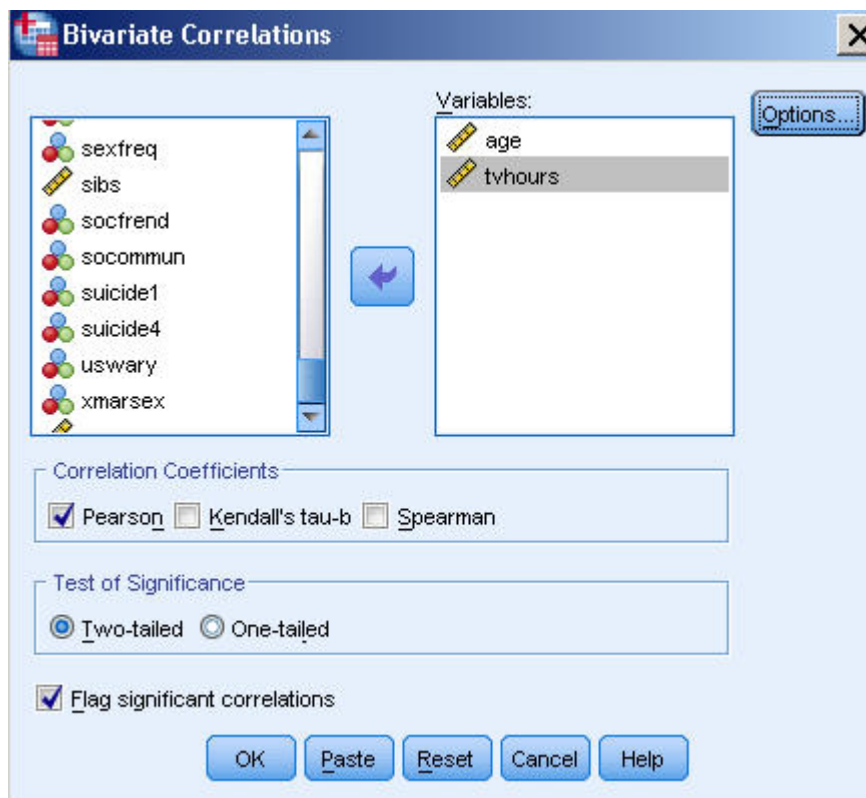 Bivariate Correlations
Variables:
Options...
sexfreq
sibs
socfrend
socommun
suicide1
suicide4
uswary
xmarsex
age
tvhours
Correlation Coefficients
Pearson Kendall's tau-b Spearman
Test of Significance
Two-tailed One-tailed
Flag significant correlations
OK Paste Reset Cancel Help